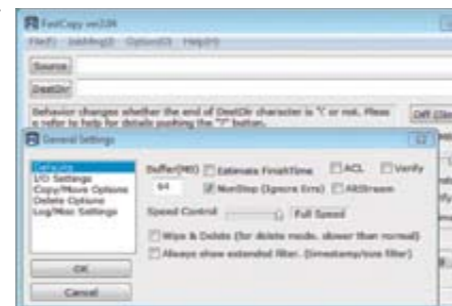 FastCopy ver2.08
File(F) JobMng(J) Option(O) Help(H)
Source
DestDir
Behavior changes whether the end of DestDir character is "\" or not. Pleas
e refer to help for details pushing the "?" button.
General Settings
Defaults
I/O Settings
Copy/Move Options
Delete Options
Log/Misc Settings
OK
Cancel
Buffer(MB) Estimate FinishTime ACL Verify
64 NonStop (Ignore Errs) AltStream
Speed Control Full Speed
Wipe & Delete (for delete mode. slower than normal)
Always show extended filter. (timestamp/size filter)